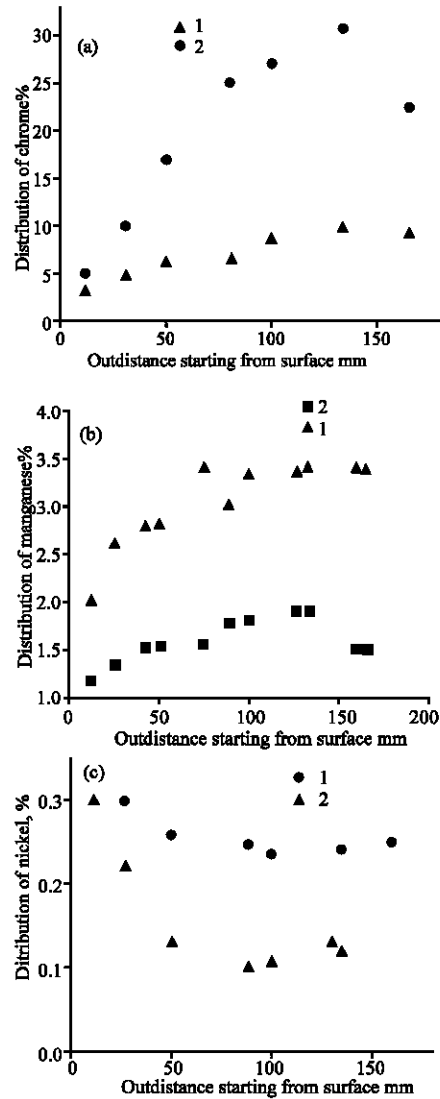 (a)
1
2
Distribution of chrome%
30
25
20
15
10
5
0
0 50 100 150
Outdistance starting from surface mm
(b)
2
1
Distribution of manganese%
4.0
3.5
3.0
2.5
2.0
1.5
1.0
0 50 100 150 200
Outdistance starting from surface mm
(c)
1
2
Ditribution of nickel, %
0.3
0.2
0.1
0.0
0 50 100 150
Outdistance starting from surface mm